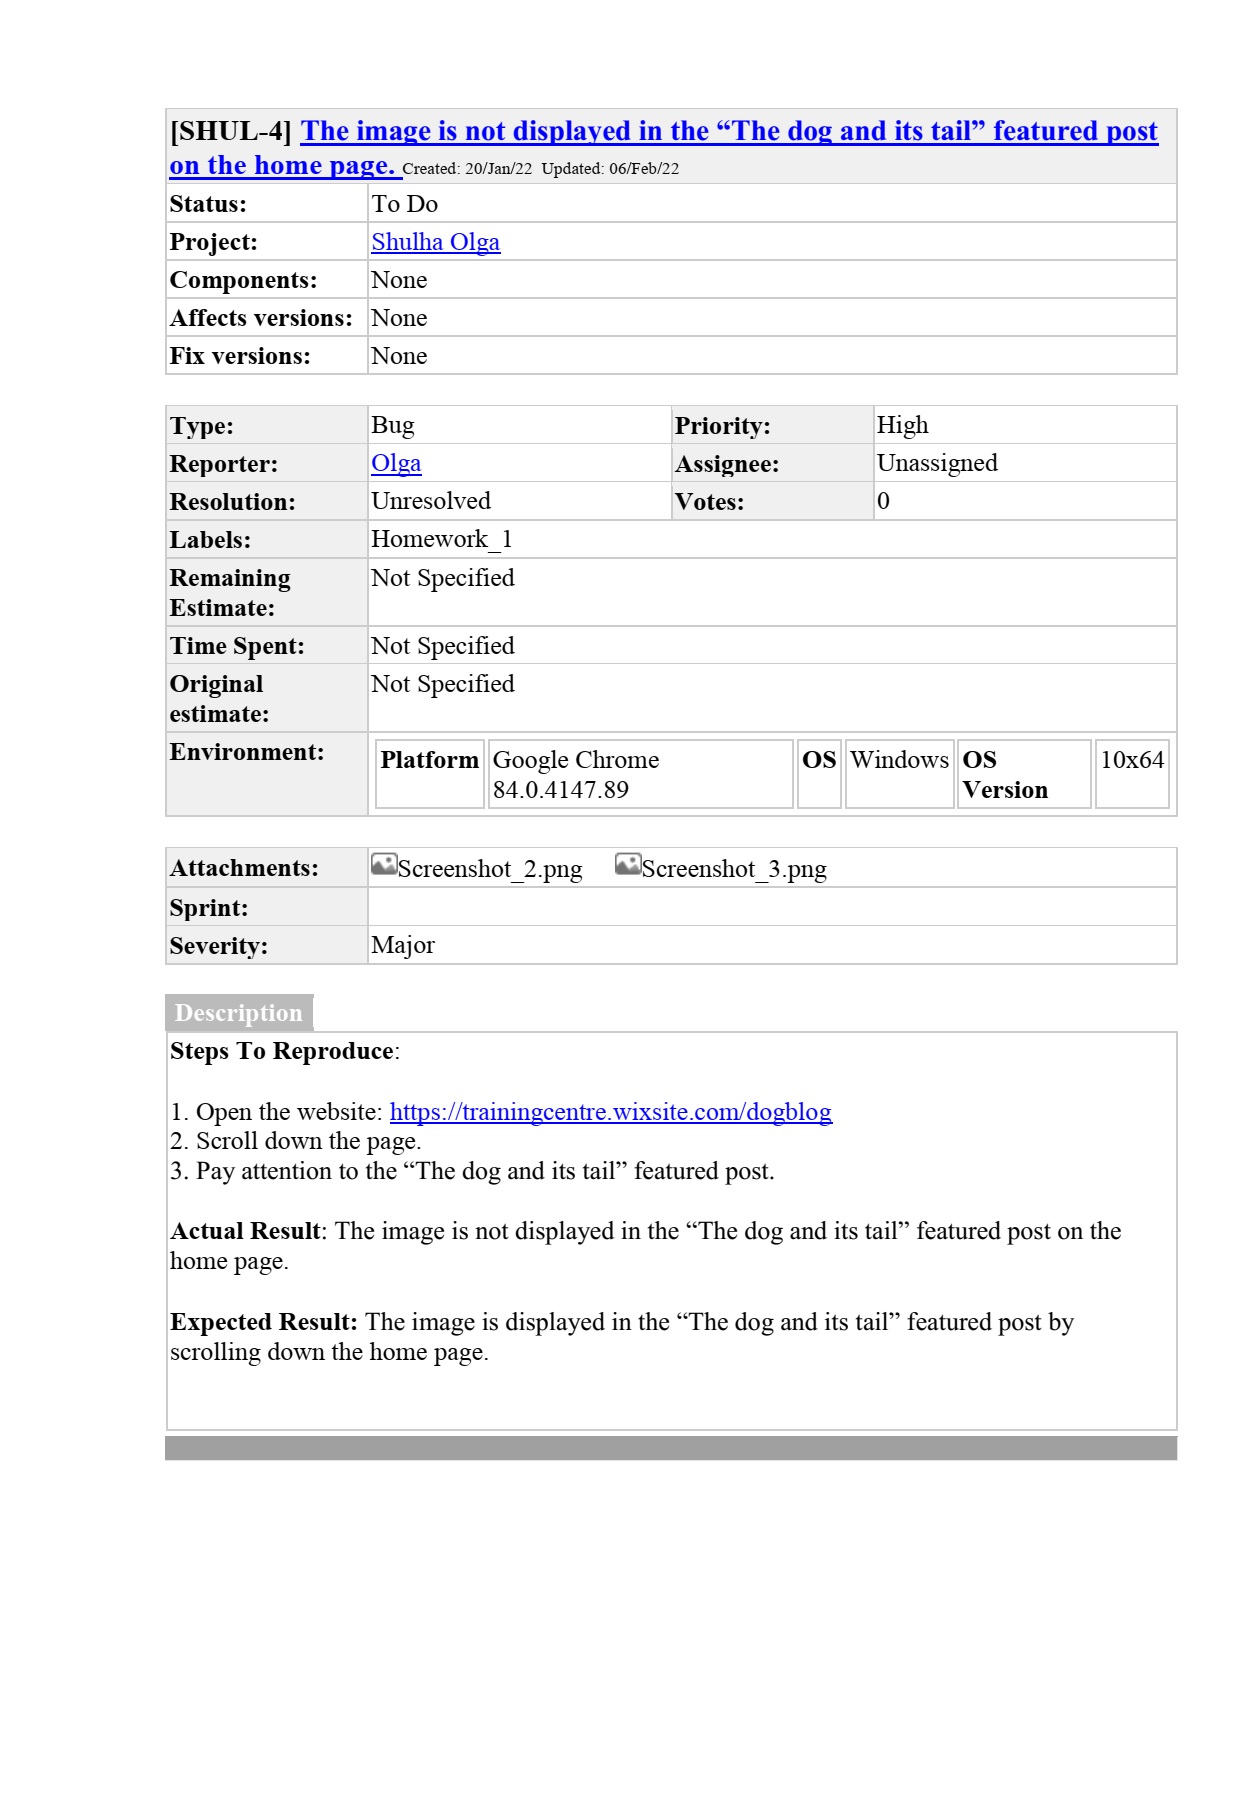 [SHUL-4] The image is not displayed in the “The dog and its tail” featured post
on the home page. Created: 20/Jan/22 Updated: 06/Feb/22
Status: To Do
Project: Shulha Olga
Components: None
Affects versions: None
Fix versions: None
Type: Bug Priority: High
Reporter: Olga Assignee: Unassigned
Resolution: Unresolved Votes: 0
Labels: Homework_1
Remaining Not Specified
Estimate:
Time Spent: Not Specified
Original Not Specified
estimate:
Environment: Platform Google Chrome OS Windows OS 10x64
84.0.4147.89 Version
Attachments: Screenshot_2.png Screenshot_3.png
Sprint:
Severity: Major
Description
Steps To Reproduce:
1. Open the website: https://trainingcentre.wixsite.com/dogblog
2. Scroll down the page.
3. Pay attention to the “The dog and its tail” featured post.
Actual Result: The image is not displayed in the “The dog and its tail” featured post on the
home page.
Expected Result: The image is displayed in the “The dog and its tail” featured post by
scrolling down the home page.